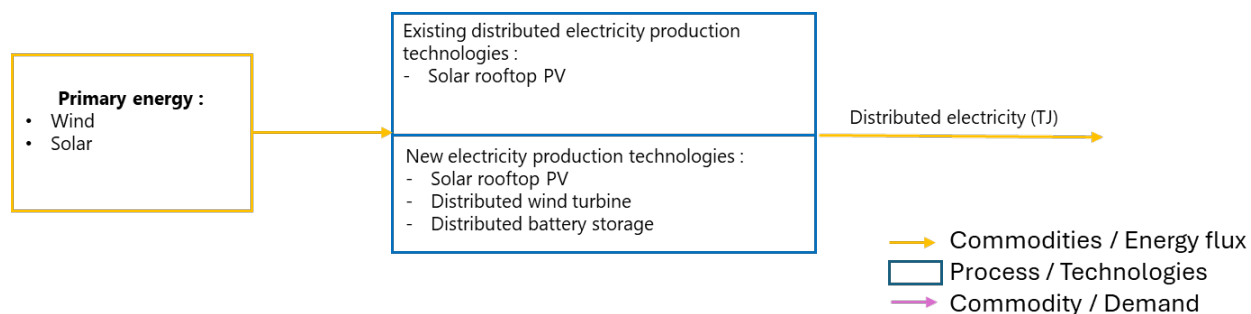 Primary energy :
• Wind
• Solar
Existing distributed electricity production
technologies :
- Solar rooftop PV
New electricity production technologies :
- Solar rooftop PV
- Distributed wind turbine
- Distributed battery storage
Distributed electricity (TJ)
Commodities / Energy flux
Process / Technologies
Commodity / Demand